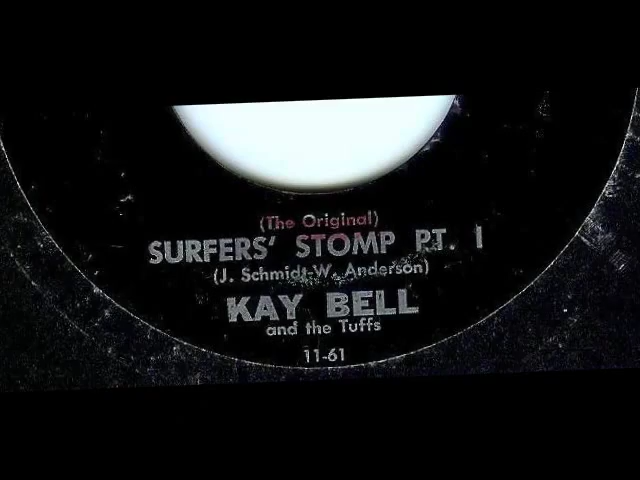 (The Original)
SURFERS' STOMP PT. I
(J. Schmidt-W. Anderson)
KAY BELL
and the Tuffs
11-61